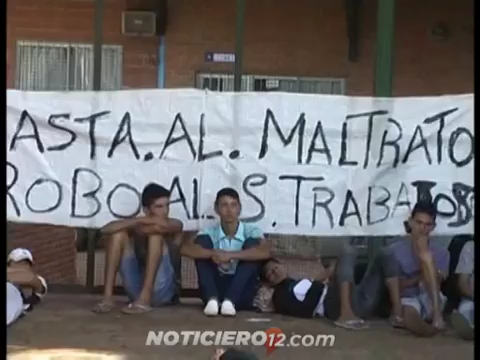 ASTA.AL. MALTRATO
ROBO AL S. TRABA
NOTICIERO12.com